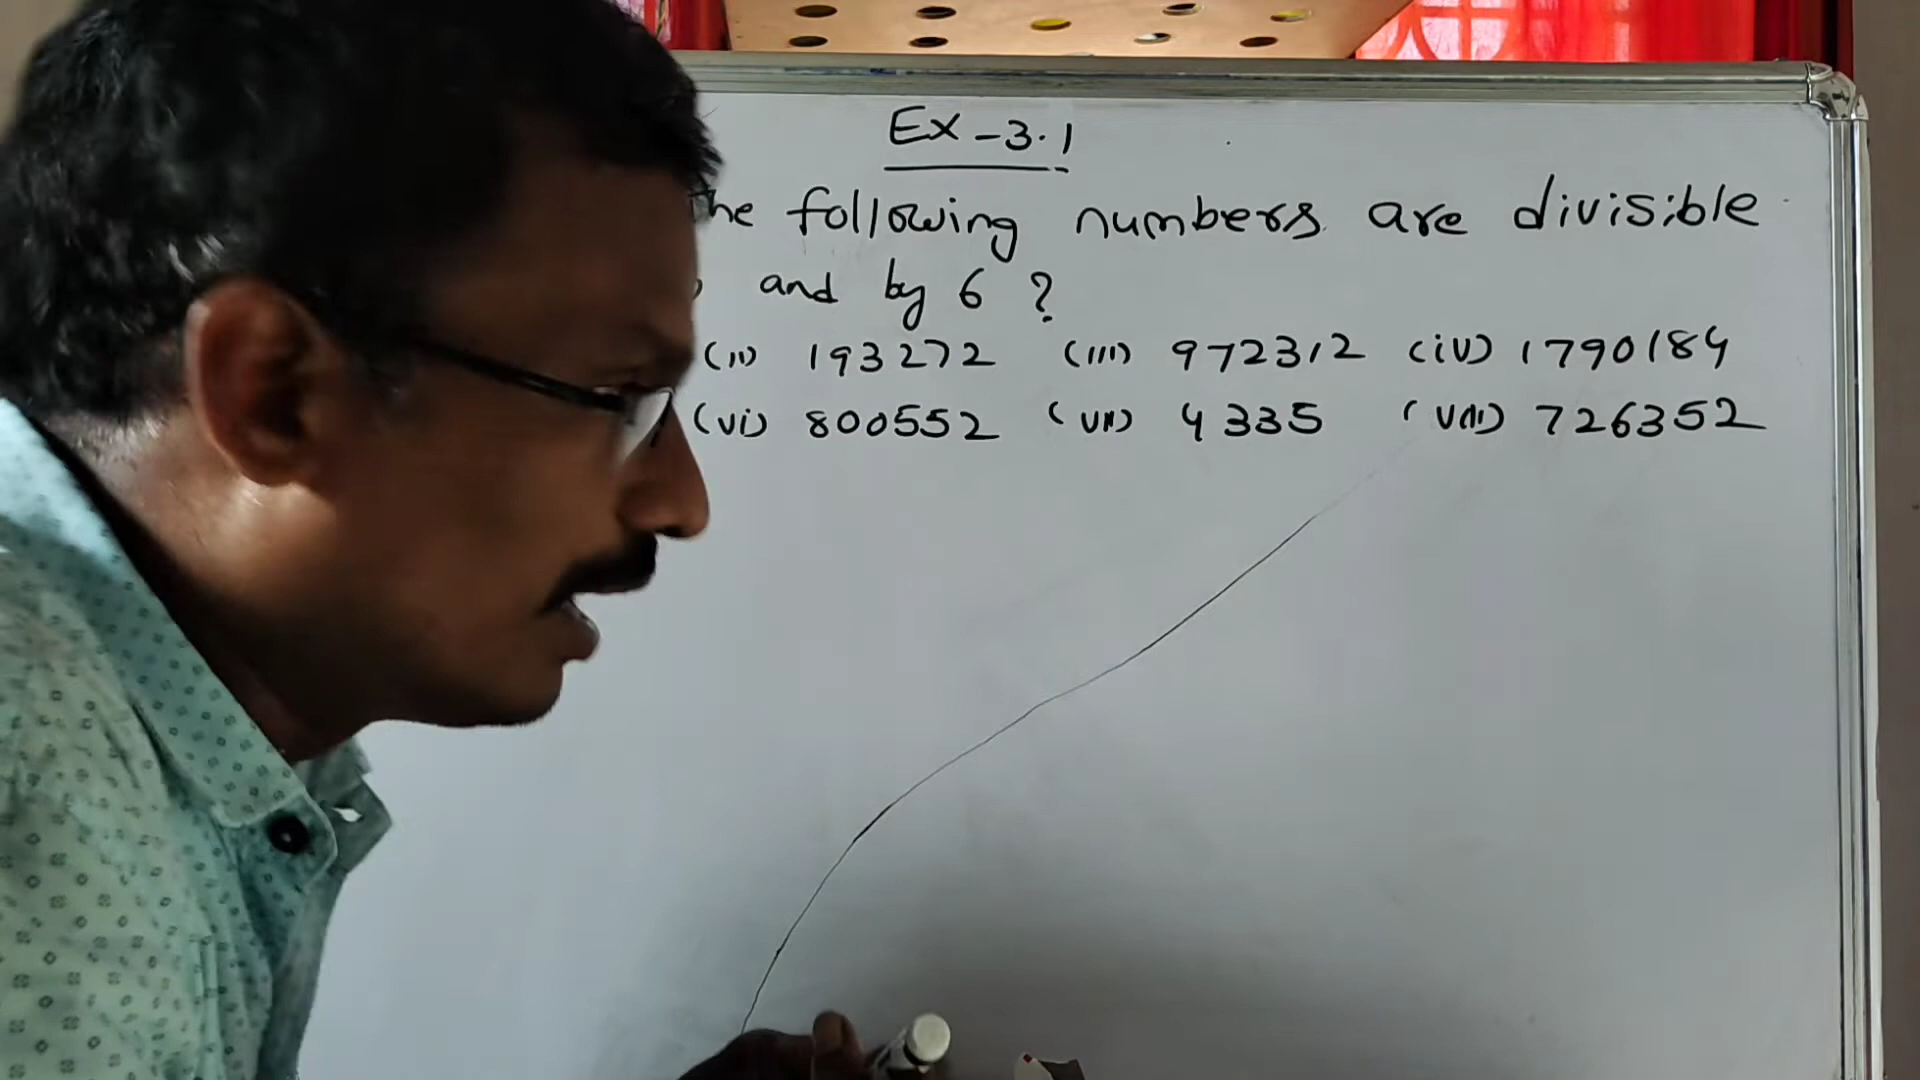 Ex-3.1
the following numbers are divisible
and by 6 ?
(ii) 193272 (iii) 972312 (iv) 1790184
(vi) 800552 (vii) 4335 (viii) 726352